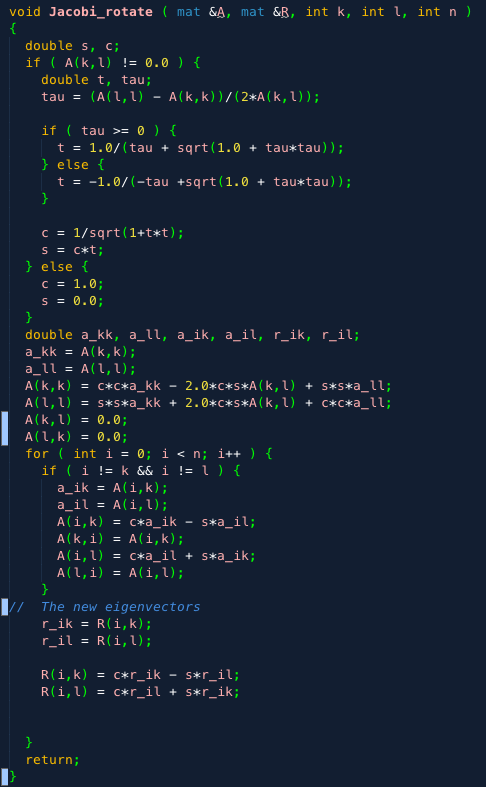 void Jacobi_rotate ( mat &A, mat &R, int k, int l, int n )
{
  double s, c;
  if ( A(k,l) != 0.0 ) {
    double t, tau;
    tau = (A(l,l) - A(k,k))/(2*A(k,l));

    if ( tau >= 0 ) {
      t = 1.0/(tau + sqrt(1.0 + tau*tau));
    } else {
      t = -1.0/(-tau +sqrt(1.0 + tau*tau));
    }

    c = 1/sqrt(1+t*t);
    s = c*t;
  } else {
    c = 1.0;
    s = 0.0;
  }
  double a_kk, a_ll, a_ik, a_il, r_ik, r_il;
  a_kk = A(k,k);
  a_ll = A(l,l);
  A(k,k) = c*c*a_kk - 2.0*c*s*A(k,l) + s*s*a_ll;
  A(l,l) = s*s*a_kk + 2.0*c*s*A(k,l) + c*c*a_ll;
  A(k,l) = 0.0;
  A(l,k) = 0.0;
  for ( int i = 0; i < n; i++ ) {
    if ( i != k && i != l ) {
      a_ik = A(i,k);
      a_il = A(i,l);
      A(i,k) = c*a_ik - s*a_il;
      A(k,i) = A(i,k);
      A(i,l) = c*a_il + s*a_ik;
      A(l,i) = A(i,l);
    }
//  The new eigenvectors
    r_ik = R(i,k);
    r_il = R(i,l);

    R(i,k) = c*r_ik - s*r_il;
    R(i,l) = c*r_il + s*r_ik;


  }
  return;
}